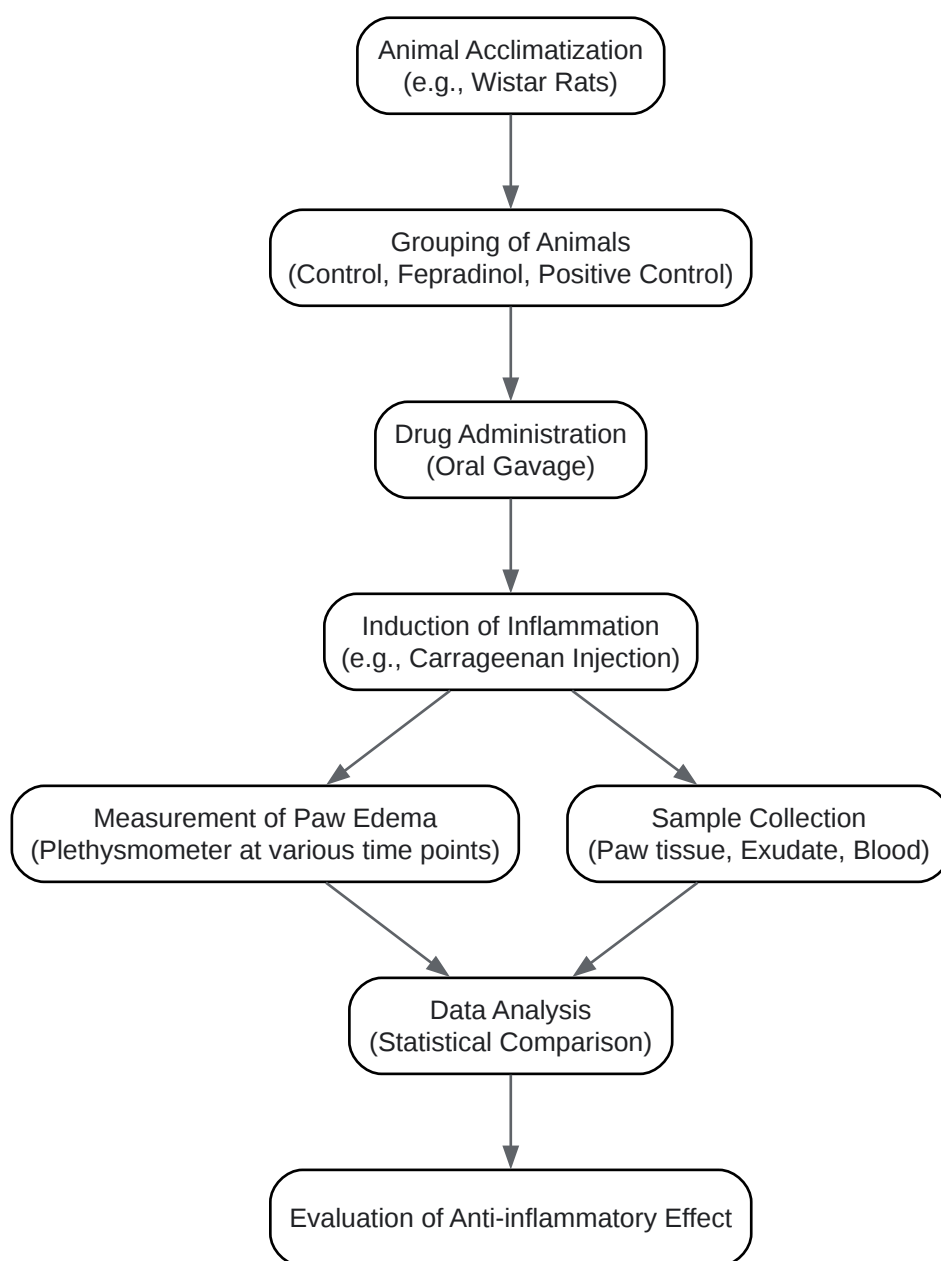 Animal Acclimatization
(e.g., Wistar Rats)
Grouping of Animals
(Control, Fepradinol, Positive Control)
Drug Administration
(Oral Gavage)
Induction of Inflammation
(e.g., Carrageenan Injection)
Measurement of Paw Edema
(Plethysmometer at various time points)
Sample Collection
(Paw tissue, Exudate, Blood)
Data Analysis
(Statistical Comparison)
Evaluation of Anti-inflammatory Effect